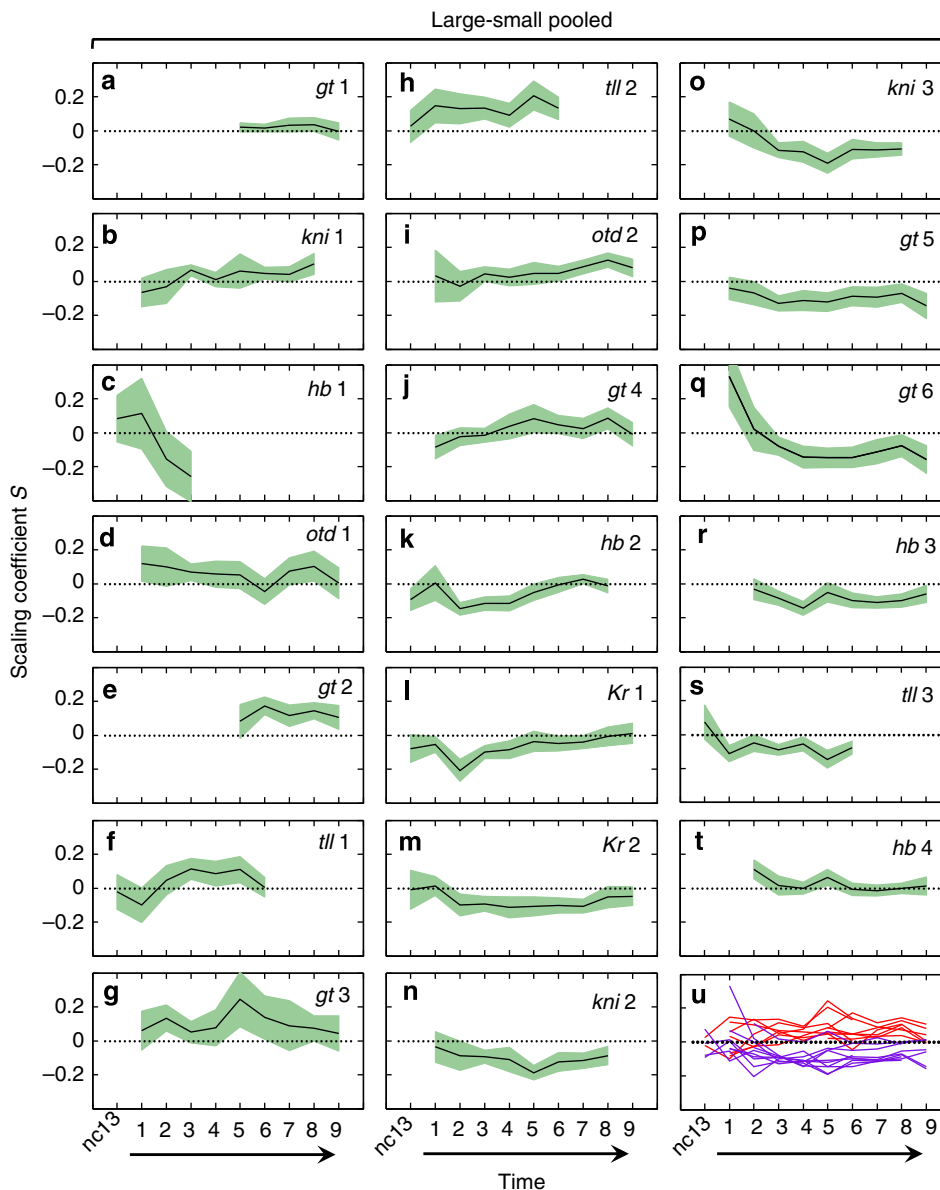 Large-small pooled
Scaling coefficient S
a gt 1
0.2
0
–0.2
h tll 2
o kni 3
b kni 1
0.2
0
–0.2
i otd 2
p gt 5
c hb 1
0.2
0
–0.2
j gt 4
q gt 6
d otd 1
0.2
0
–0.2
k hb 2
r hb 3
e gt 2
0.2
0
–0.2
l Kr 1
s tll 3
f tll 1
0.2
0
–0.2
m Kr 2
t hb 4
g gt 3
0.2
0
–0.2
n kni 2
u
nc13 1 2 3 4 5 6 7 8 9
nc13 1 2 3 4 5 6 7 8 9
nc13 1 2 3 4 5 6 7 8 9
Time